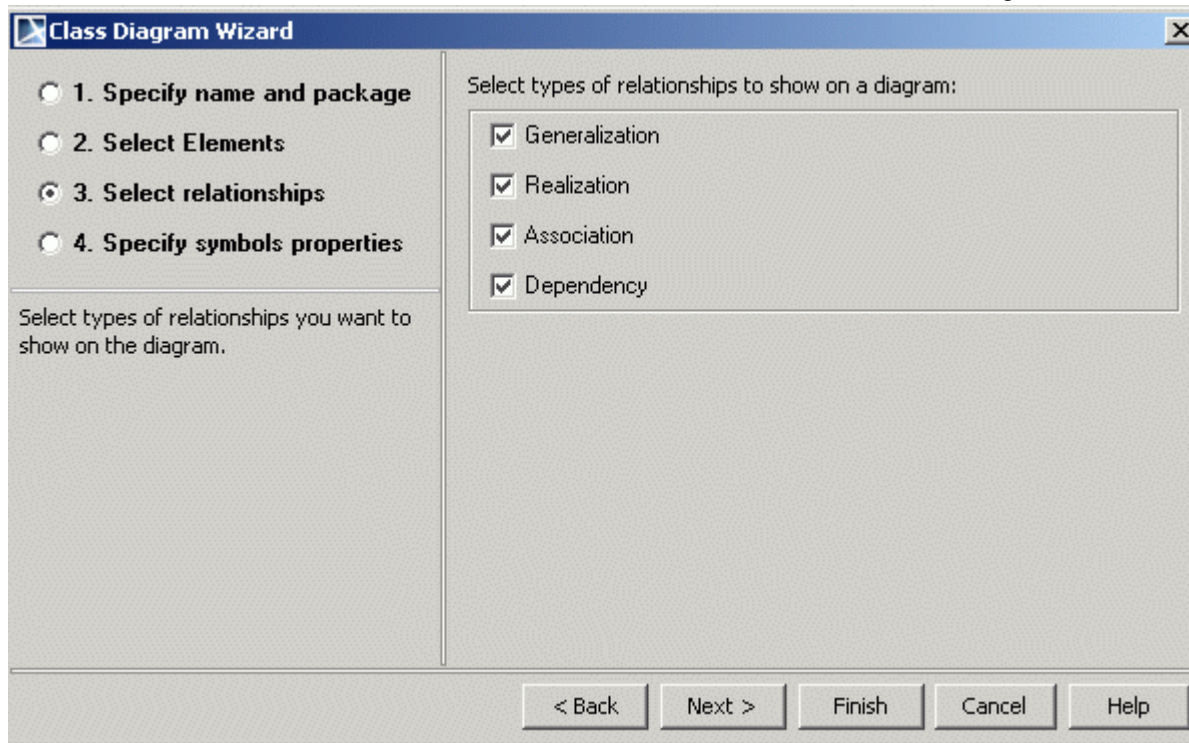 Class Diagram Wizard
1. Specify name and package
2. Select Elements
3. Select relationships
4. Specify symbols properties
Select types of relationships you want to
show on the diagram.
Select types of relationships to show on a diagram:
Generalization
Realization
Association
Dependency
< Back
Next >
Finish
Cancel
Help